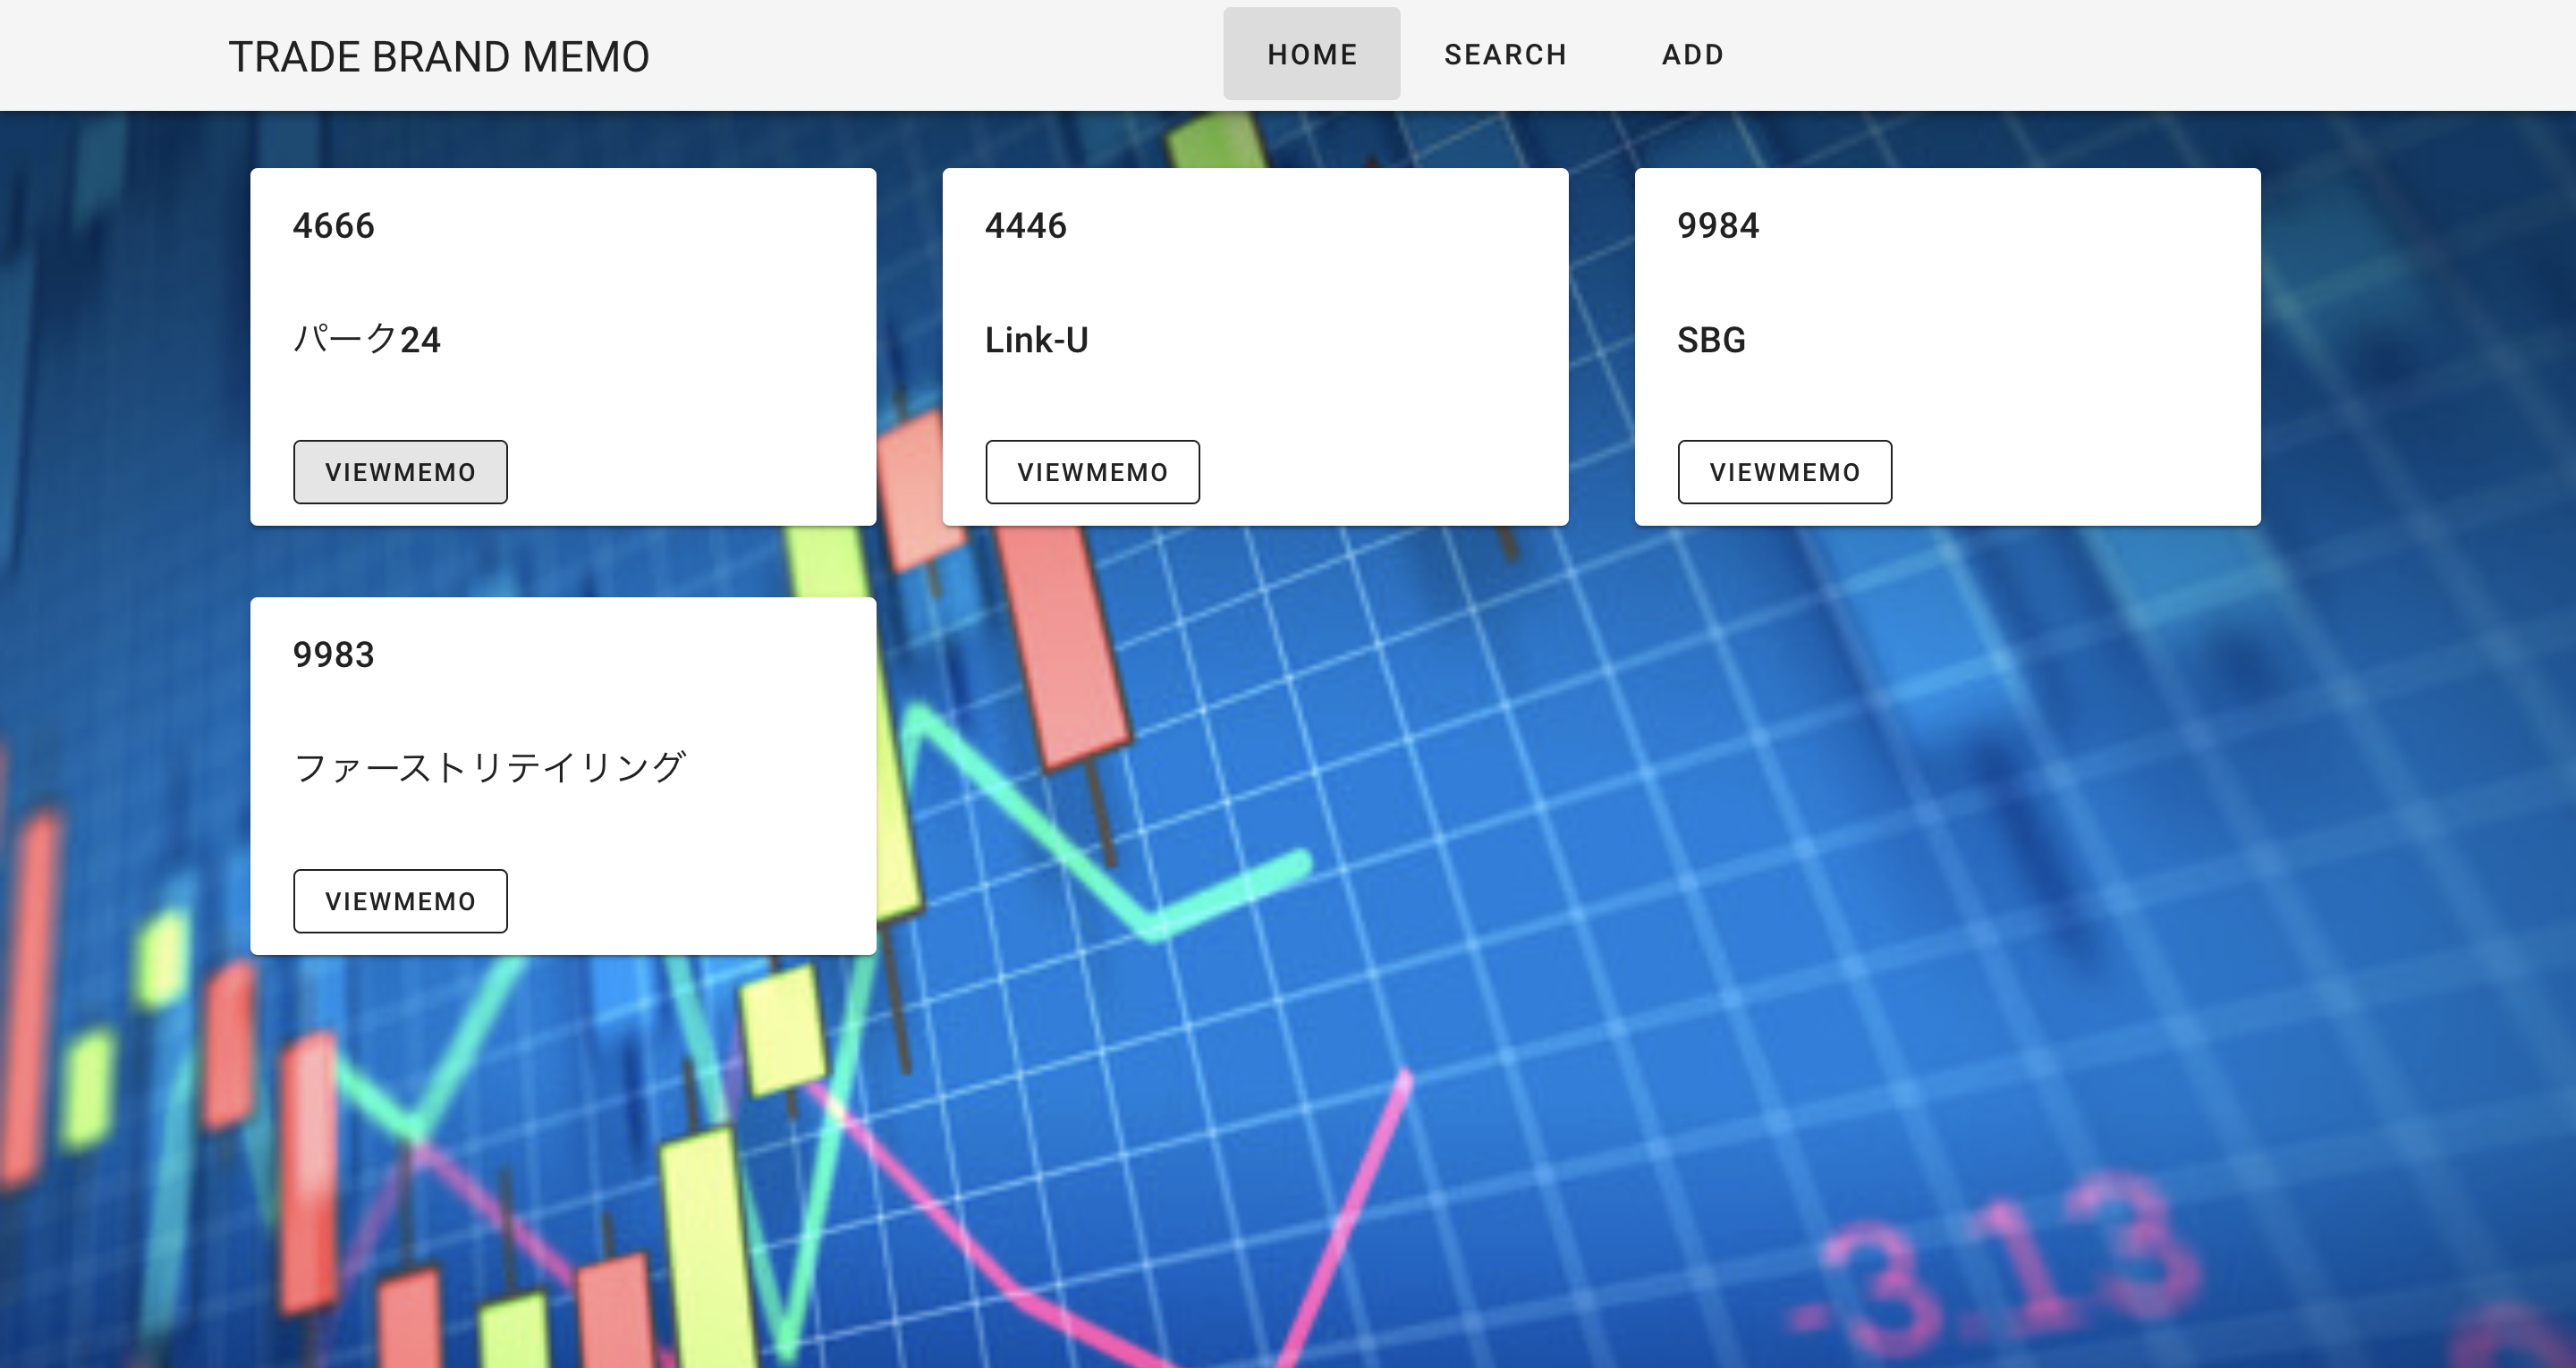 TRADE BRAND MEMO
HOME
SEARCH
ADD
4666
パーク24
VIEWMEMO
4446
Link-U
VIEWMEMO
9984
SBG
VIEWMEMO
9983
ファーストリテイリング
VIEWMEMO
-3.13